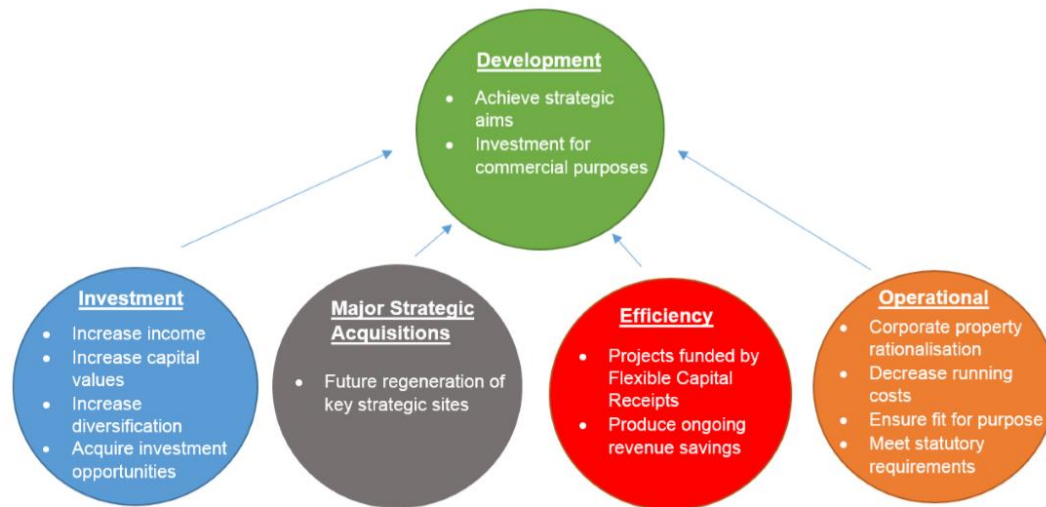 Development
• Achieve strategic
aims
• Investment for
commercial purposes
Investment
• Increase income
• Increase capital
values
• Increase
diversification
• Acquire investment
opportunities
Major Strategic
Acquisitions
• Future regeneration of
key strategic sites
Efficiency
• Projects funded by
Flexible Capital
Receipts
• Produce ongoing
revenue savings
Operational
• Corporate property
rationalisation
• Decrease running
costs
• Ensure fit for purpose
• Meet statutory
requirements